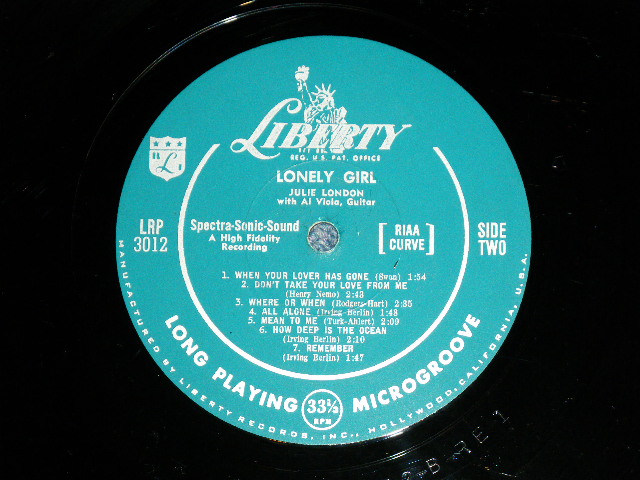 LIBERTY
REG. U.S. PAT. OFFICE
LONELY GIRL
JULIE LONDON
with Al Viola, Guitar
LRP
3012
Spectra-Sonic-Sound
A High Fidelity
Recording
[RIAA
CURVE]
SIDE
TWO
1. WHEN YOUR LOVER HAS GONE (Swan) 1:54
2. DON'T TAKE YOUR LOVE FROM ME
(Henry Nemo) 2:43
3. WHERE OR WHEN (Rodgers-Hart) 2:35
4. ALL ALONE (Irving-Berlin) 1:43
5. MEAN TO ME (Turk-Ahlert) 2:09
6. HOW DEEP IS THE OCEAN
(Irving Berlin) 2:10
7. REMEMBER
(Irving Berlin) 1:47
LONG PLAYING 33⅓ RPM MICROGROOVE
MANUFACTURED BY LIBERTY RECORDS, INC., HOLLYWOOD, CALIFORNIA, U.S.A.